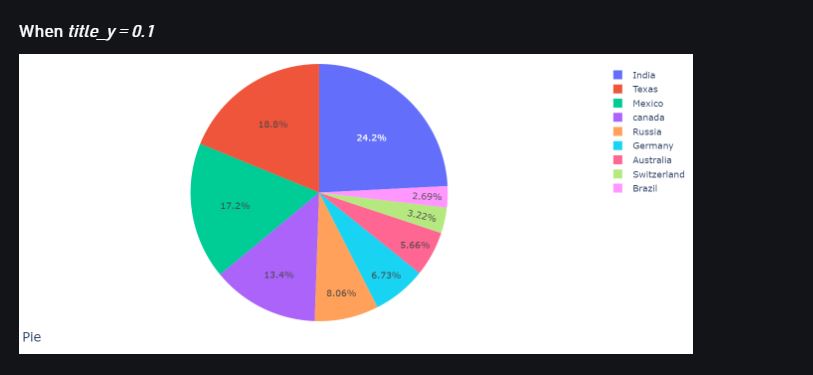 When title_y = 0.1
24.2%
18.8%
17.2%
13.4%
8.06%
6.73%
5.66%
3.22%
2.69%
India
Texas
Mexico
canada
Russia
Germany
Australia
Switzerland
Brazil
Pie